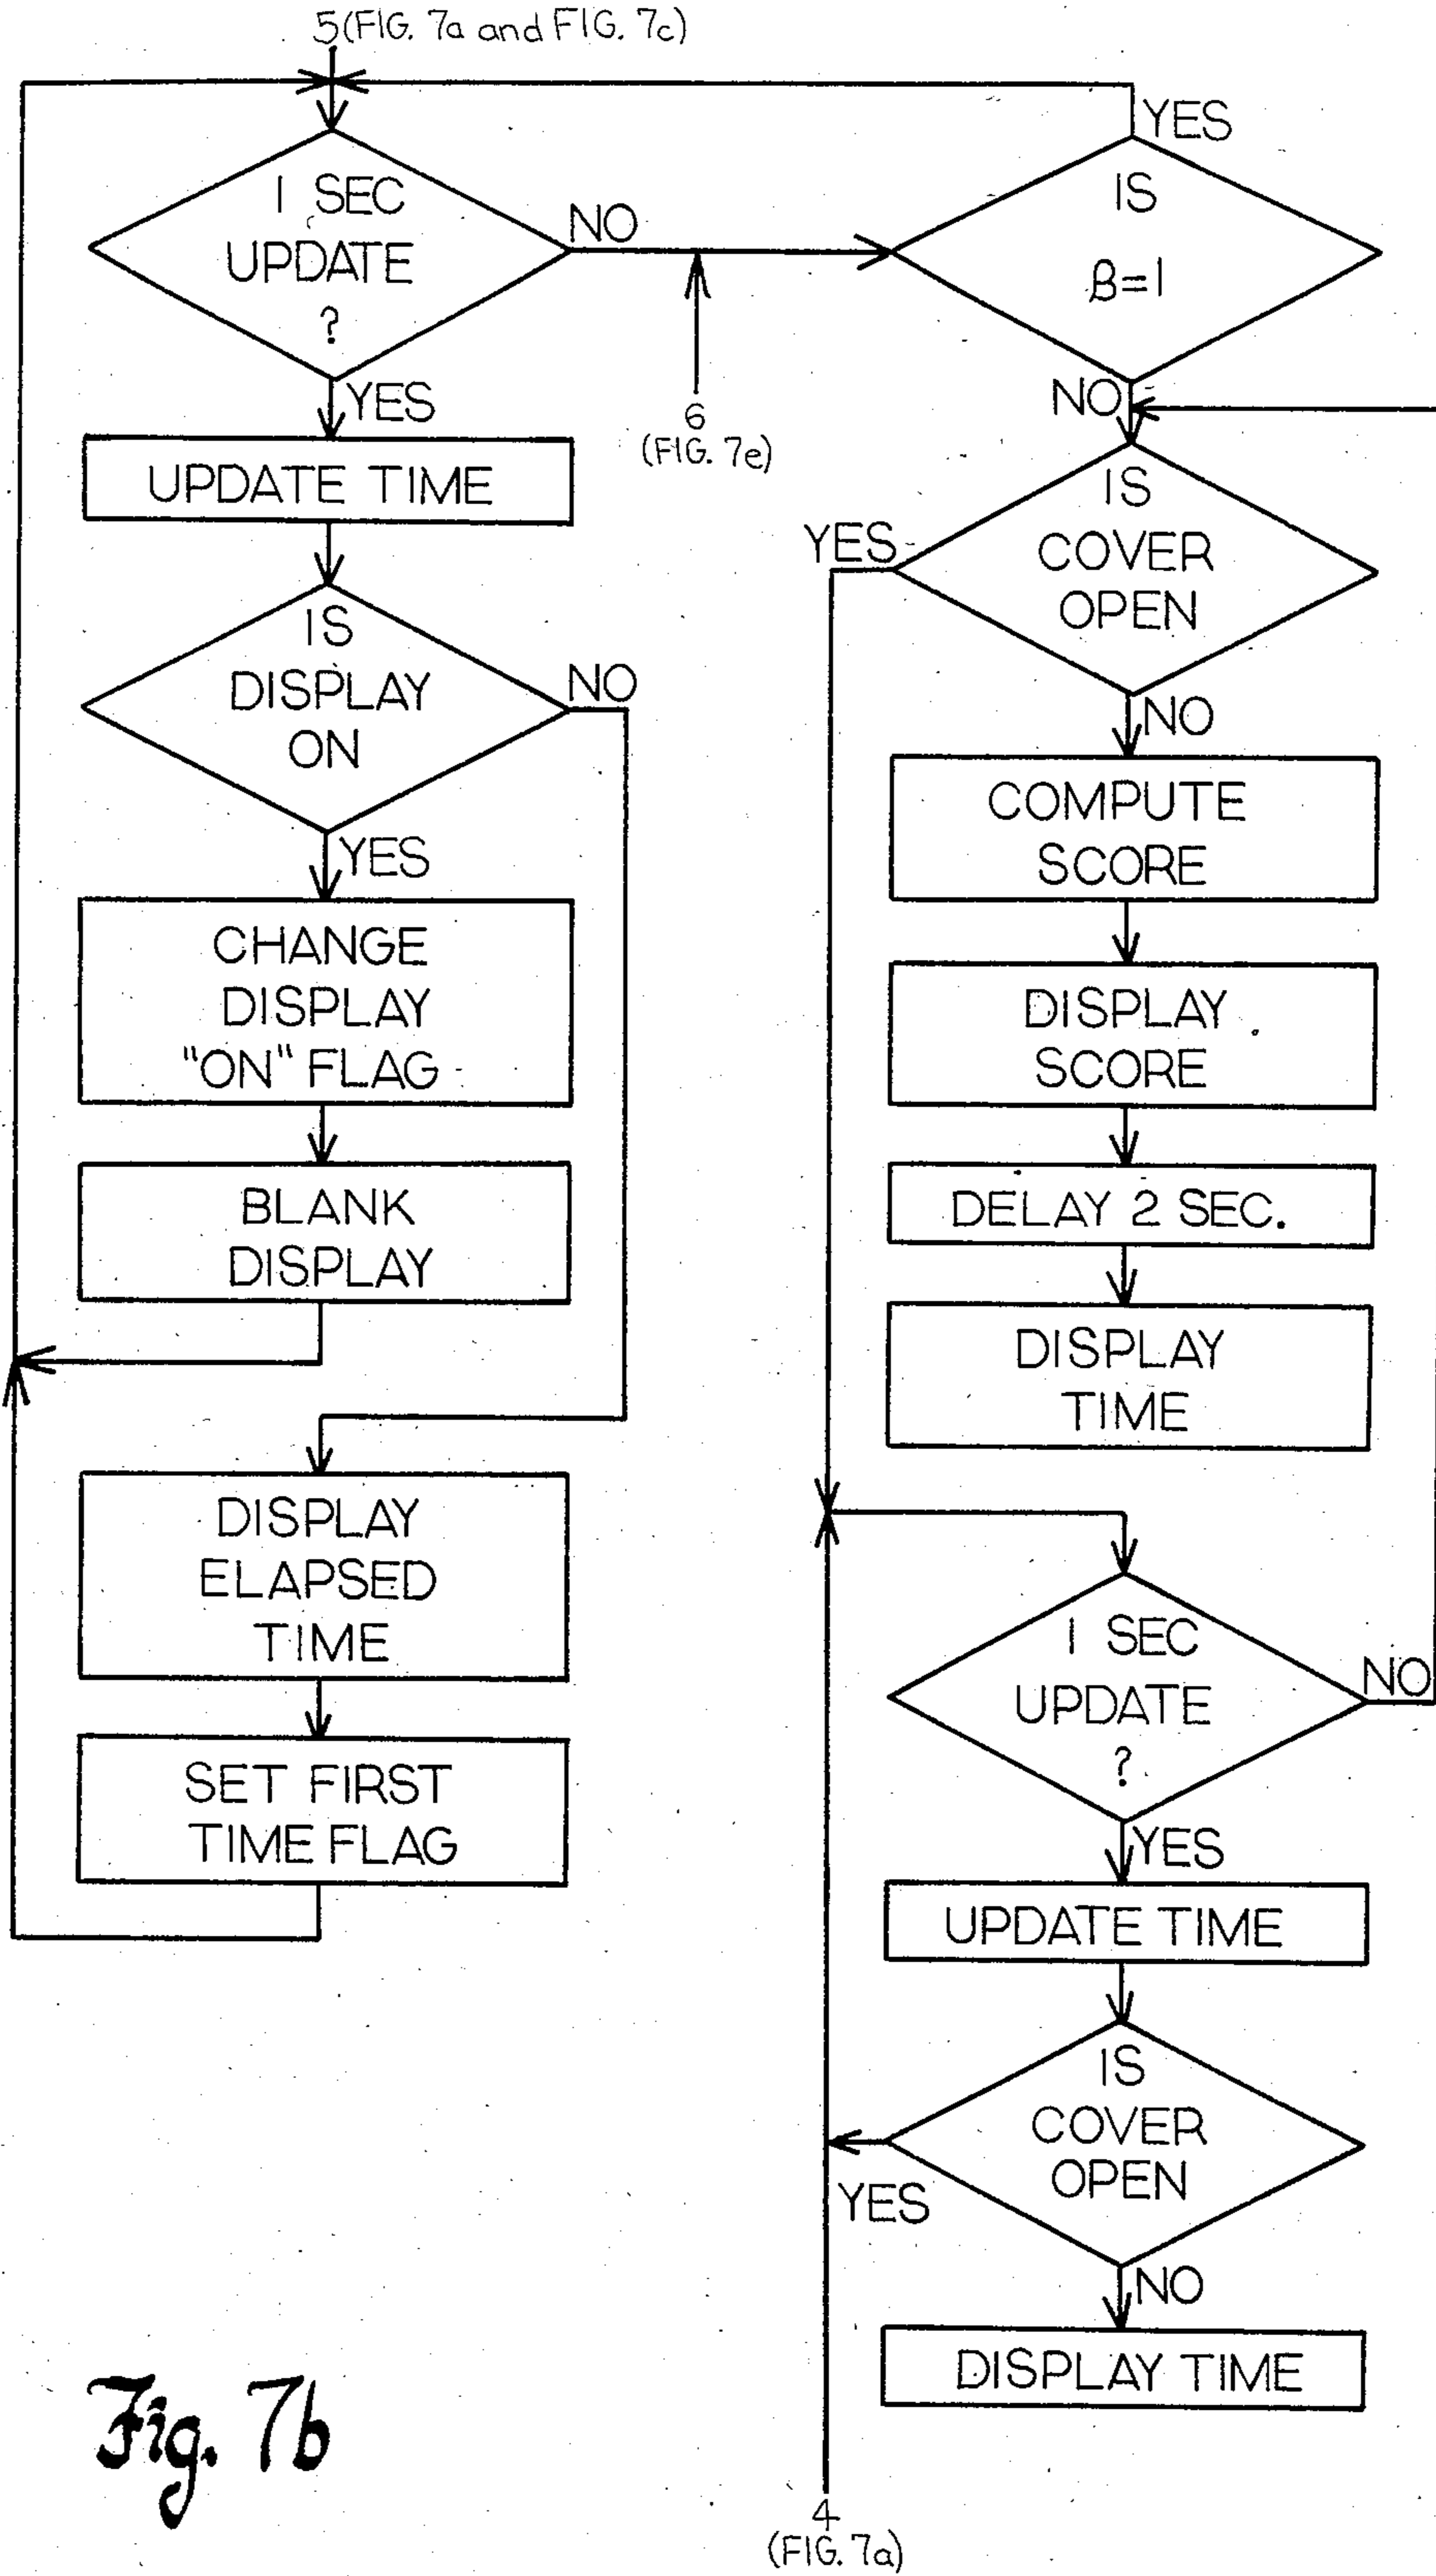 5(FIG. 7a and FIG. 7c)
1 SEC
UPDATE
?
NO
YES
UPDATE TIME
IS
DISPLAY
ON
NO
YES
CHANGE
DISPLAY
"ON" FLAG
BLANK
DISPLAY
DISPLAY
ELAPSED
TIME
SET FIRST
TIME FLAG
6
(FIG. 7e)
YES
IS
β=1
NO
IS
COVER
OPEN
YES
NO
COMPUTE
SCORE
DISPLAY
SCORE
DELAY 2 SEC.
DISPLAY
TIME
1 SEC
UPDATE
?
NO
YES
UPDATE TIME
IS
COVER
OPEN
YES
NO
DISPLAY TIME
4
(FIG. 7a)
Fig. 7b